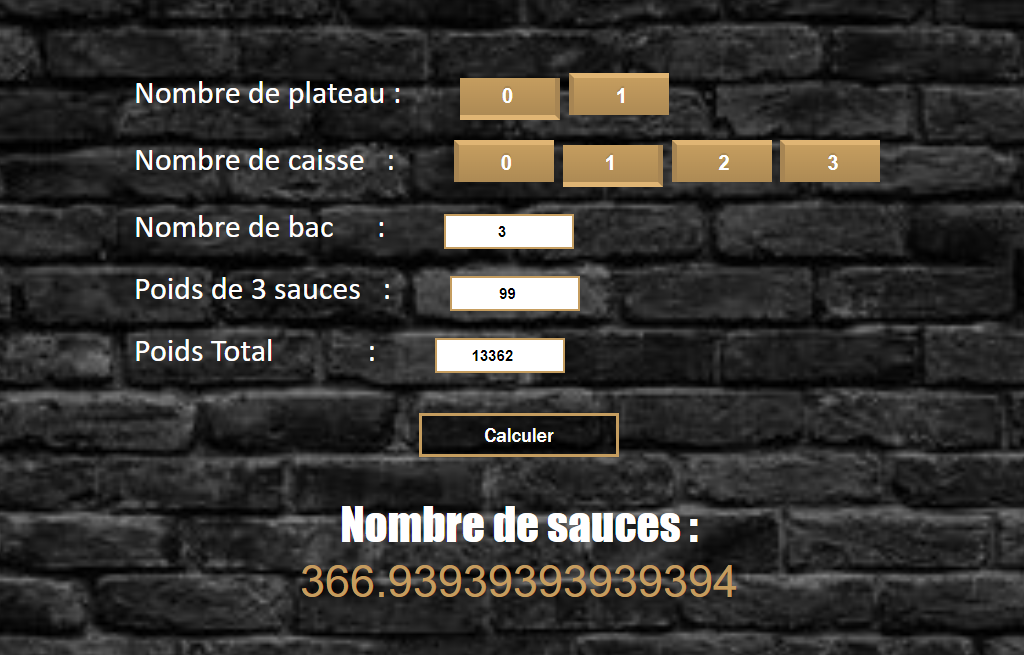 Nombre de plateau : 0 1
Nombre de caisse : 0 1 2 3
Nombre de bac : 3
Poids de 3 sauces : 99
Poids Total : 13362
Calculer
Nombre de sauces :
366.93939393939394